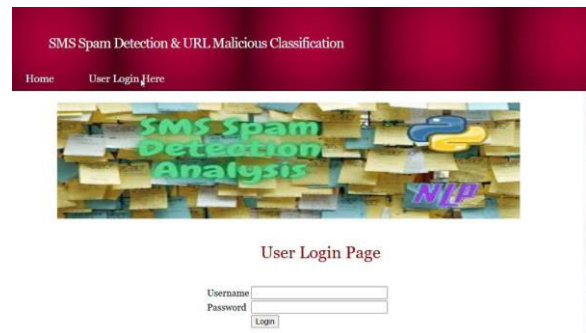 SMS Spam Detection & URL Malicious Classification
Home User Login Here
SMS Spam
Detection
Analysis
NLP
User Login Page
Username
Password
Login